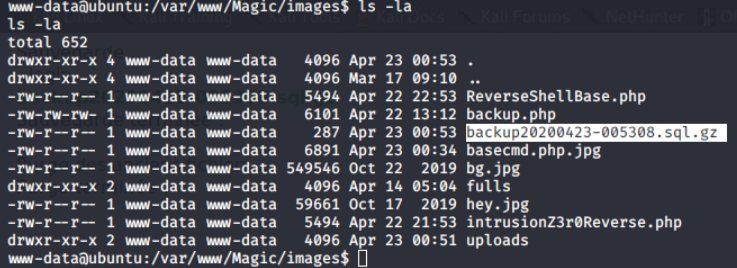 www-data@ubuntu:/var/www/Magic/images$ ls -la
ls -la
total 652
drwxr-xr-x 4 www-data www-data   4096 Apr 23 00:53 .
drwxr-xr-x 4 www-data www-data   4096 Mar 17 09:10 ..
-rw-r--r-- 1 www-data www-data   5494 Apr 22 22:53 ReverseShellBase.php
-rw-rw-rw- 1 www-data www-data   6101 Apr 22 13:12 backup.php
-rw-r--r-- 1 www-data www-data    287 Apr 23 00:53 backup20200423-005308.sql.gz
-rw-r--r-- 1 www-data www-data   6891 Apr 23 00:34 basecmd.php.jpg
-rw-r--r-- 1 www-data www-data 549546 Oct 22  2019 bg.jpg
drwxr-xr-x 2 www-data www-data   4096 Apr 14 05:04 fulls
-rw-r--r-- 1 www-data www-data  59661 Oct 17  2019 hey.jpg
-rw-r--r-- 1 www-data www-data   5494 Apr 22 21:53 intrusionZ3r0Reverse.php
drwxr-xr-x 2 www-data www-data   4096 Apr 23 00:51 uploads
www-data@ubuntu:/var/www/Magic/images$